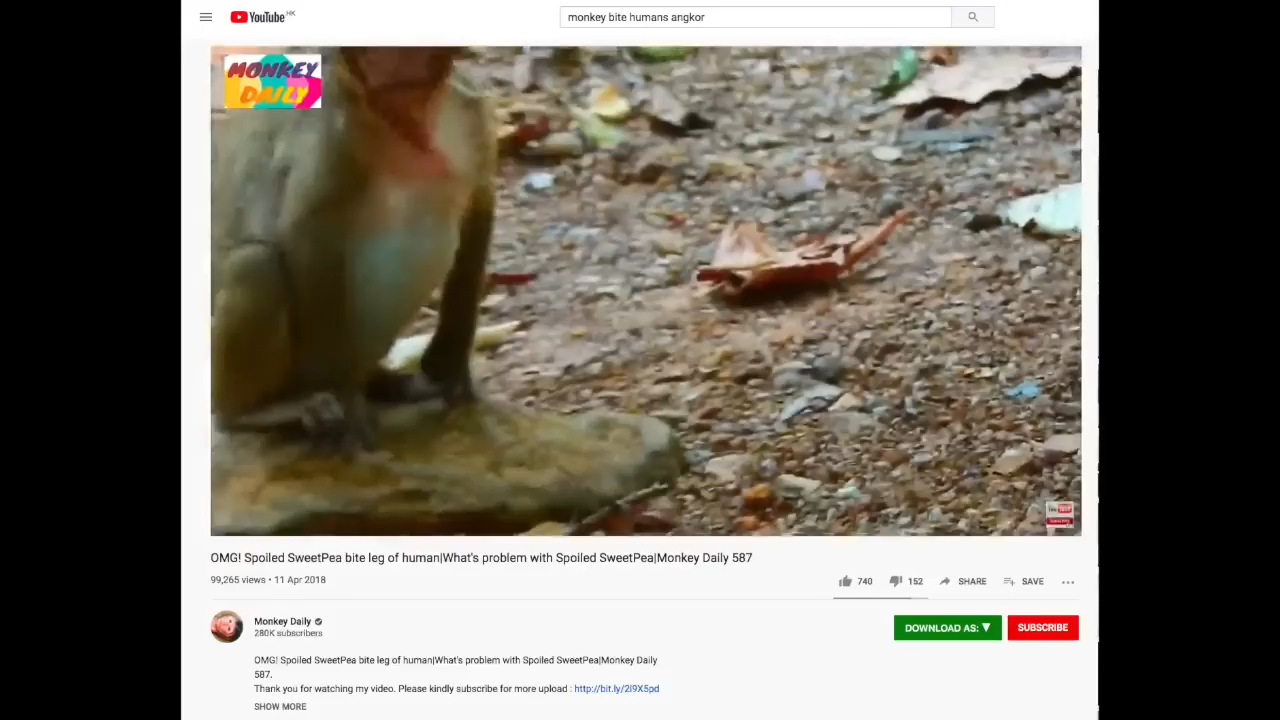 YouTube HK
monkey bite humans angkor
MONKEY
DAILY
OMG! Spoiled SweetPea bite leg of human|What's problem with Spoiled SweetPea|Monkey Daily 587
99,265 views • 11 Apr 2018
740 152 SHARE SAVE
Monkey Daily
280K subscribers
DOWNLOAD AS: ▼ SUBSCRIBE
OMG! Spoiled SweetPea bite leg of human|What's problem with Spoiled SweetPea|Monkey Daily
587.
Thank you for watching my video. Please kindly subscribe for more upload : http://bit.ly/2l9X5pd
SHOW MORE